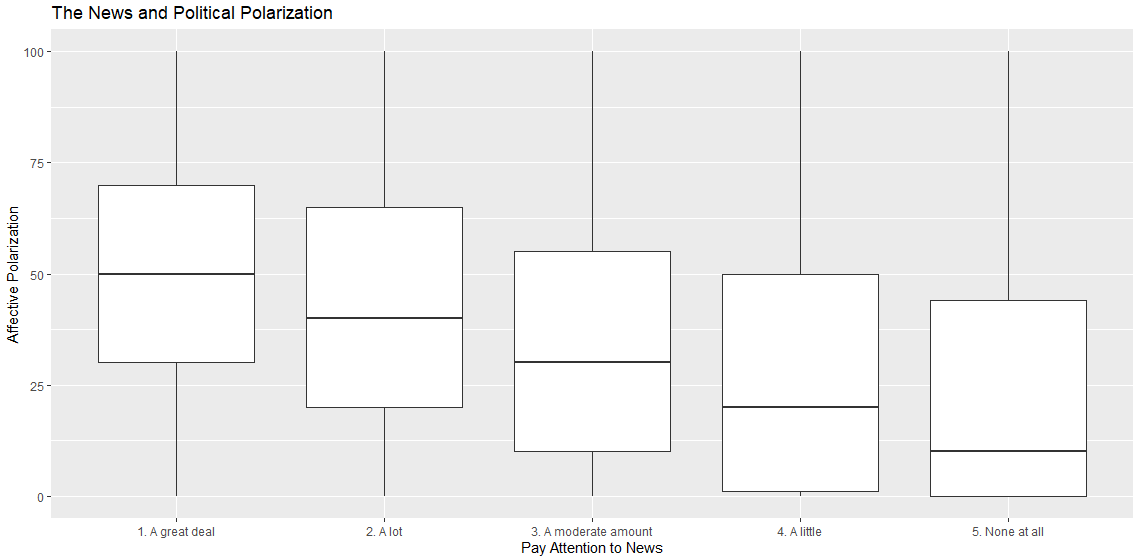 The News and Political Polarization
Affective Polarization
100
75
50
25
0
1. A great deal
2. A lot
3. A moderate amount
4. A little
5. None at all
Pay Attention to News